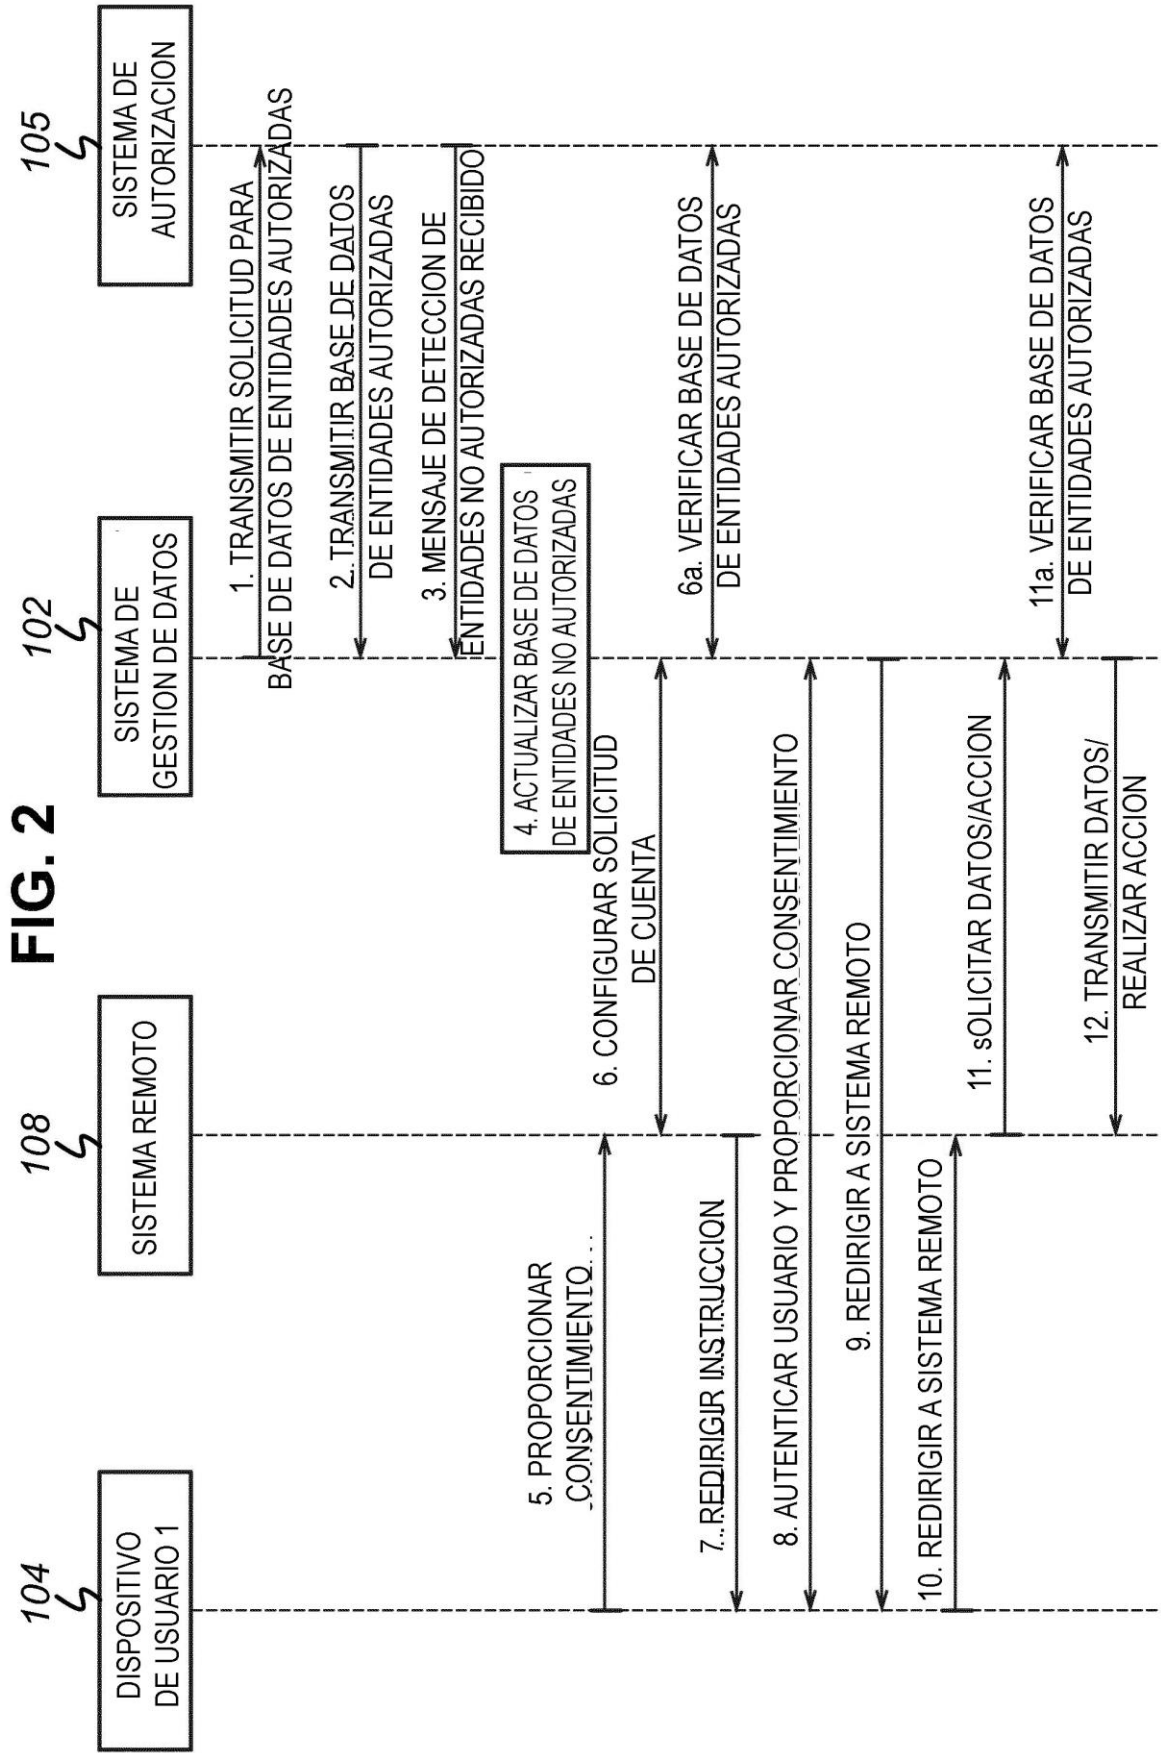 FIG. 2
104
DISPOSITIVO
DE USUARIO 1
108
SISTEMA REMOTO
102
SISTEMA DE
GESTION DE DATOS
105
SISTEMA DE
AUTORIZACION
1. TRANSMITIR SOLICITUD PARA
BASE DE DATOS DE ENTIDADES AUTORIZADAS
2. TRANSMITIR BASE DE DATOS
DE ENTIDADES AUTORIZADAS
3. MENSAJE DE DETECCION DE
ENTIDADES NO AUTORIZADAS RECIBIDO
4. ACTUALIZAR BASE DE DATOS
DE ENTIDADES NO AUTORIZADAS
5. PROPORCIONAR
CONSENTIMIENTO
6. CONFIGURAR SOLICITUD
DE CUENTA
6a. VERIFICAR BASE DE DATOS
DE ENTIDADES AUTORIZADAS
7. REDIRIGIR INSTRUCCION
8. AUTENTICAR USUARIO Y PROPORCIONAR CONSENTIMIENTO
9. REDIRIGIR A SISTEMA REMOTO
10. REDIRIGIR A SISTEMA REMOTO
11. sOLICITAR DATOS/ACCION
11a. VERIFICAR BASE DE DATOS
DE ENTIDADES AUTORIZADAS
12. TRANSMITIR DATOS/
REALIZAR ACCION